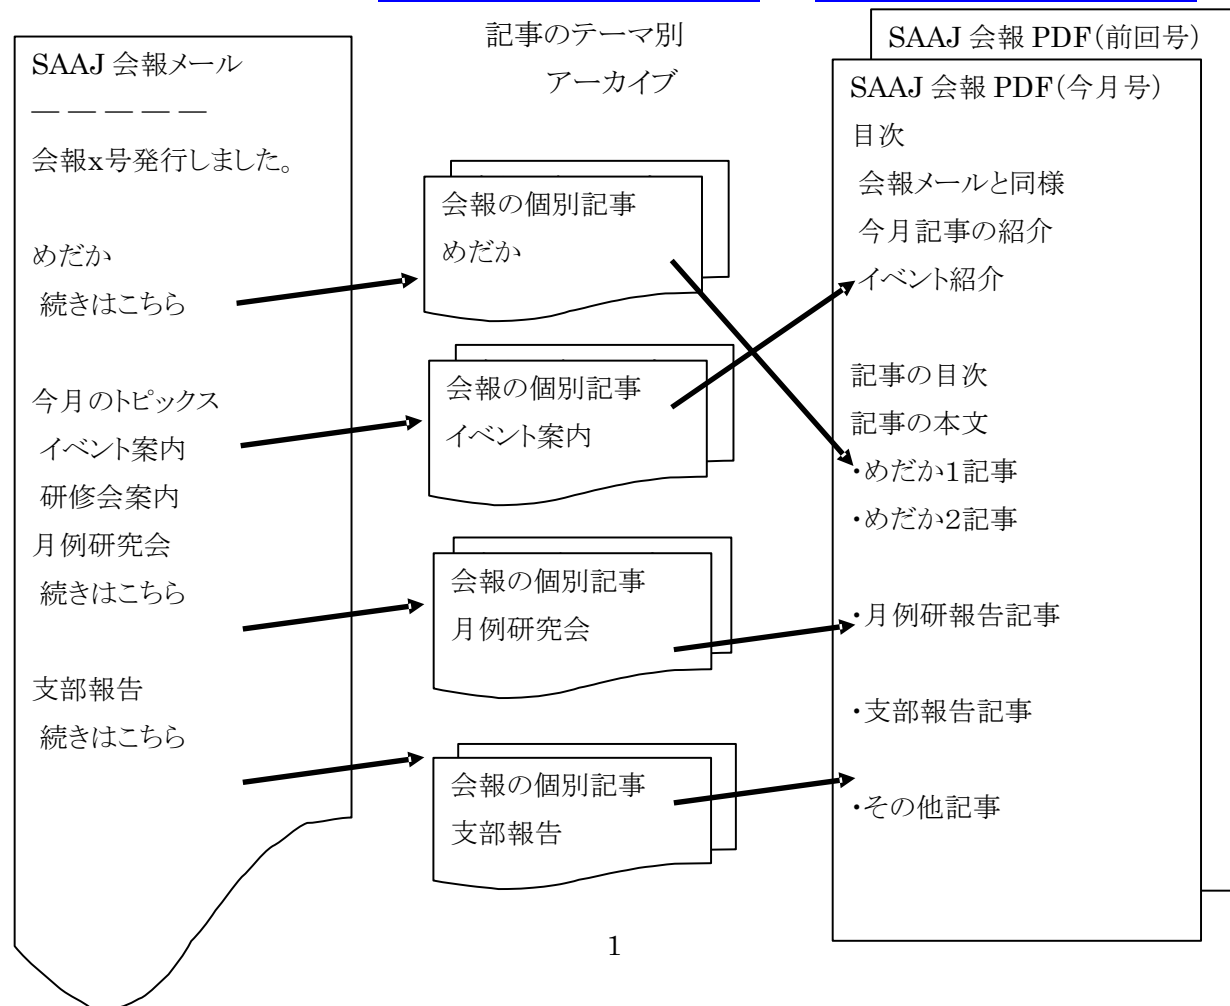 SAAJ 会報メール
― ― ― ― ―
会報x号発行しました。
めだか
続きはこちら
今月のトピックス
イベント案内
研修会案内
月例研究会
続きはこちら
支部報告
続きはこちら
記事のテーマ別
アーカイブ
会報の個別記事
めだか
会報の個別記事
イベント案内
会報の個別記事
月例研究会
会報の個別記事
支部報告
SAAJ 会報 PDF(前回号)
SAAJ 会報 PDF(今月号)
目次
会報メールと同様
今月記事の紹介
イベント紹介
記事の目次
記事の本文
・めだか1記事
・めだか2記事
・月例研報告記事
・支部報告記事
・その他記事
1